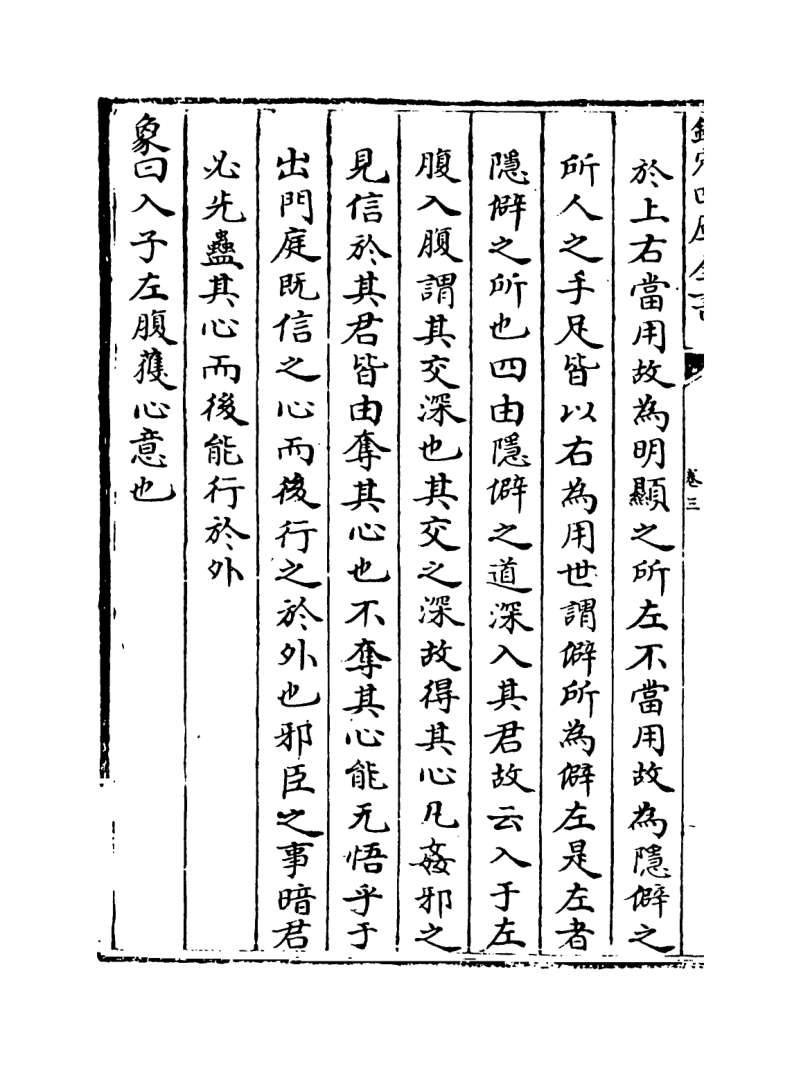 欽定四庫全書
卷三
於上右當用故為明顯之所左不當用故為隱僻之
所人之手足皆以右為用世謂僻所為僻左是左者
隱僻之所也四由隱僻之道深入其君故云入于左
腹入腹謂其交深也其交之深故得其心凡姦邪之
見信於其君皆由奪其心也不奪其心能无悟乎于
出門庭既信之心而後行之於外也邪臣之事暗君
必先蠱其心而後能行於外
象曰入子左腹獲心意也